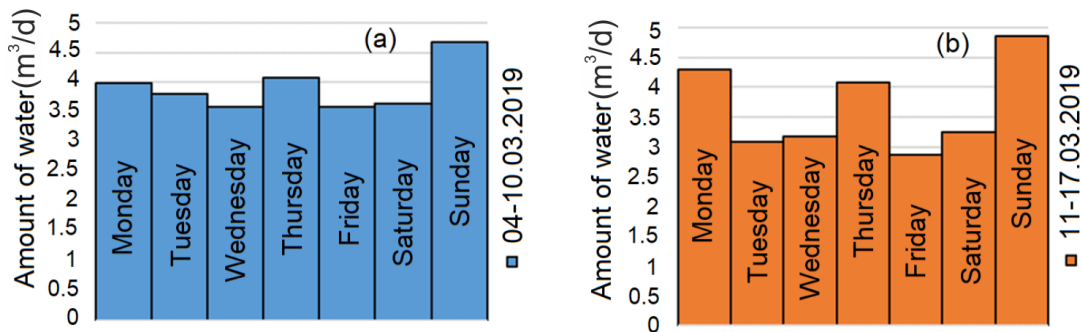 Amount of water(m³/d)
5
4.5
4
3.5
3
2.5
2
1.5
1
0.5
0
(a)
Monday
Tuesday
Wednesday
Thursday
Friday
Saturday
Sunday
04-10.03.2019
Amount of water(m³/d)
5
4.5
4
3.5
3
2.5
2
1.5
1
0.5
0
(b)
Monday
Tuesday
Wednesday
Thursday
Friday
Saturday
Sunday
11-17.03.2019